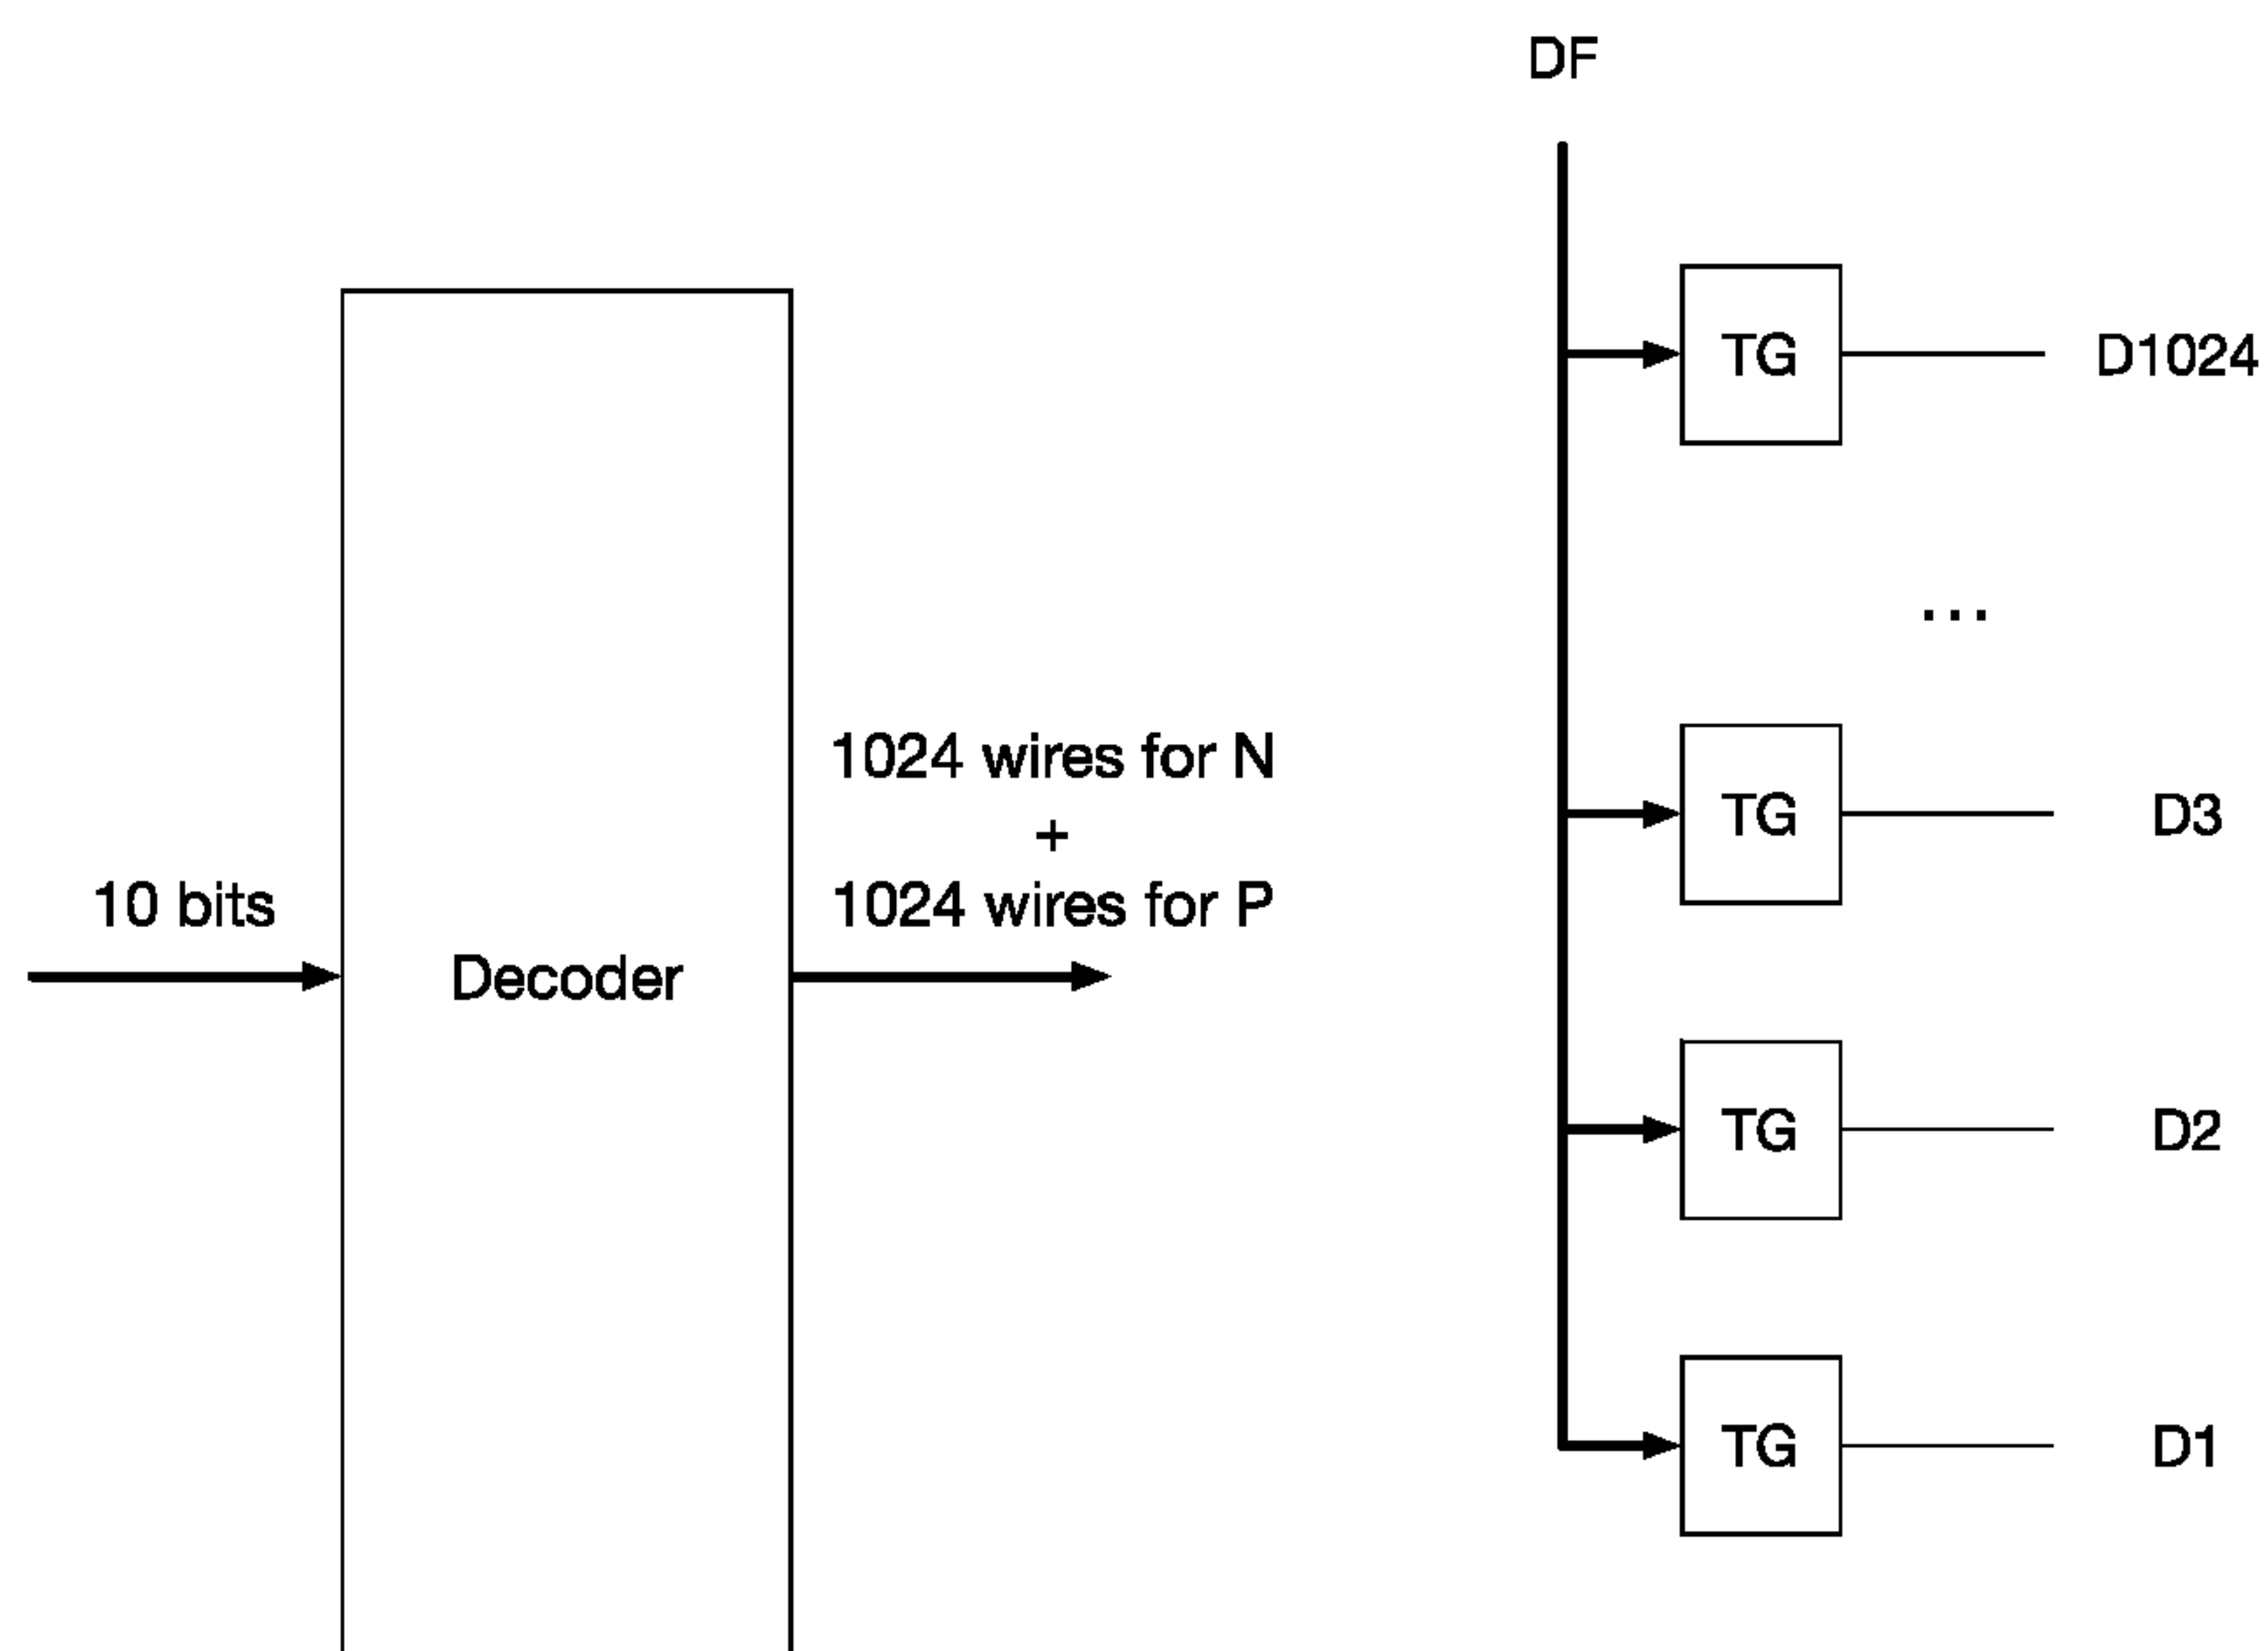 DF
TG
D1024
...
1024 wires for N
+
1024 wires for P
TG
D3
10 bits
Decoder
TG
D2
TG
D1